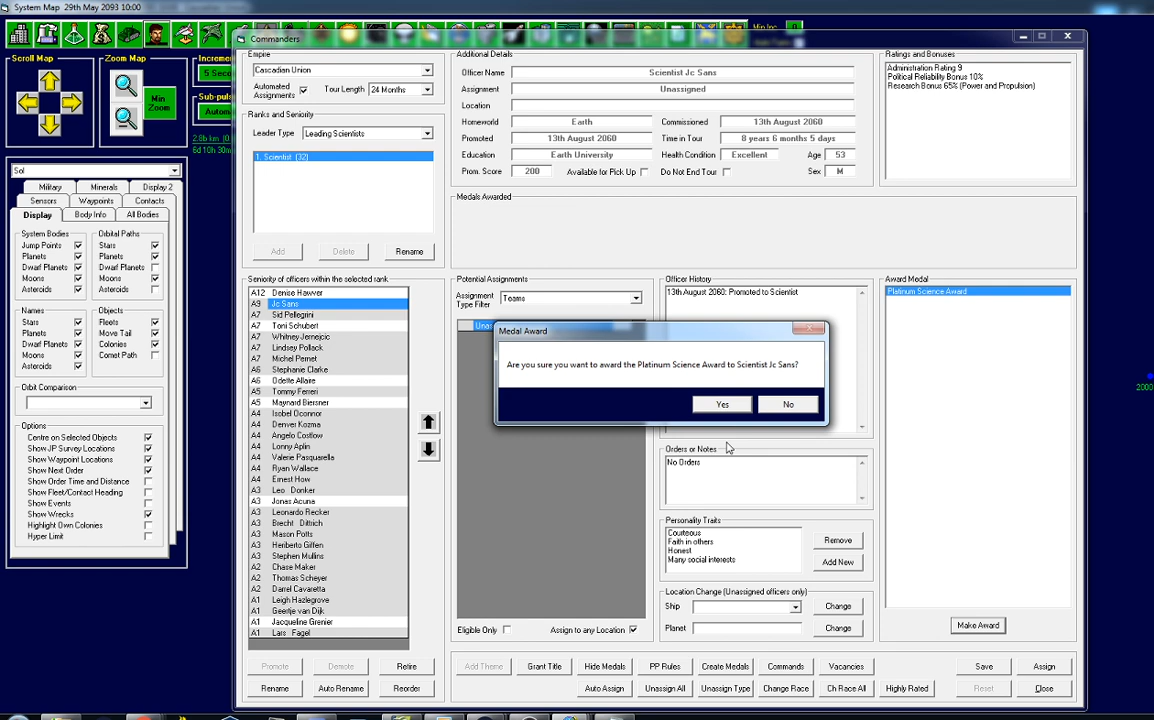 System Map 29th May 2093 10:00
Scroll Map
Zoom Map
Min
Zoom
Commanders
Empire
Cascadian Union
Automated
Assignments
Tour Length
24 Months
Ranks and Seniority
Leader Type
Leading Scientists
1. Scientist (32)
Add
Delete
Rename
Additional Details
Officer Name
Scientist Jc Sans
Assignment
Unassigned
Location
Homeworld
Earth
Commissioned
13th August 2060
Promoted
13th August 2060
Time in Tour
8 years 6 months 5 days
Education
Earth University
Health Condition
Excellent
Age
53
Prom. Score
200
Available for Pick Up
Do Not End Tour
Sex
M
Ratings and Bonuses
Administration Rating 9
Political Reliability Bonus 10%
Research Bonus 65% (Power and Propulsion)
Medals Awarded
Sol
Military
Minerals
Display 2
Sensors
Waypoints
Contacts
Display
Body Info
All Bodies
System Bodies
Jump Points
Planets
Dwarf Planets
Moons
Asteroids
Orbital Paths
Stars
Planets
Dwarf Planets
Moons
Asteroids
Names
Stars
Planets
Dwarf Planets
Moons
Asteroids
Objects
Fleets
Move Tail
Colonies
Comet Path
Orbit Comparison
Options
Centre on Selected Objects
Show JP Survey Locations
Show Waypoint Locations
Show Next Order
Show Order Time and Distance
Show Fleet/Contact Heading
Show Events
Show Wrecks
Highlight Own Colonies
Hyper Limit
Seniority of officers within the selected rank.
A12 Denise Hawver
A9 Jc Sans
A7 Sid Pellegrini
A7 Toni Schubert
A7 Whitney Jernejcic
A7 Lindsey Pollack
A7 Michel Pernet
A6 Stephanie Clarke
A6 Odette Allaire
A5 Tommy Ferreri
A5 Maynard Biersner
A4 Isobel Oconnor
A4 Denver Kozma
A4 Angelo Costlow
A4 Lonny Aplin
A4 Valerie Pasquarella
A4 Ryan Wallace
A4 Ernest How
A3 Leo Donker
A3 Jonas Acuna
A3 Leonardo Recker
A3 Brecht Dittrich
A3 Mason Potts
A3 Heriberto Giffen
A3 Stephen Mullins
A2 Chase Maker
A2 Thomas Scheyer
A2 Darrel Cavaretta
A1 Leigh Hazlegrove
A1 Geertje van Dijk
A1 Jacqueline Grenier
A1 Lars Fagel
Potential Assignments
Assignment
Type Filter
Teams
Eligible Only
Assign to any Location
Officer History
13th August 2060: Promoted to Scientist
Medal Award
Are you sure you want to award the Platinum Science Award to Scientist Jc Sans?
Yes
No
Orders or Notes
No Orders
Personality Traits
Courteous
Faith in others
Honest
Many social interests
Remove
Add New
Location Change (Unassigned officers only)
Ship
Change
Planet
Change
Award Medal
Platinum Science Award
Make Award
2000
Promote
Demote
Retire
Add Theme
Grant Title
Hide Medals
PP Rules
Create Medals
Commands
Vacancies
Save
Assign
Rename
Auto Rename
Reorder
Auto Assign
Unassign All
Unassign Type
Change Race
Ch Race All
Highly Rated
Reset
Close